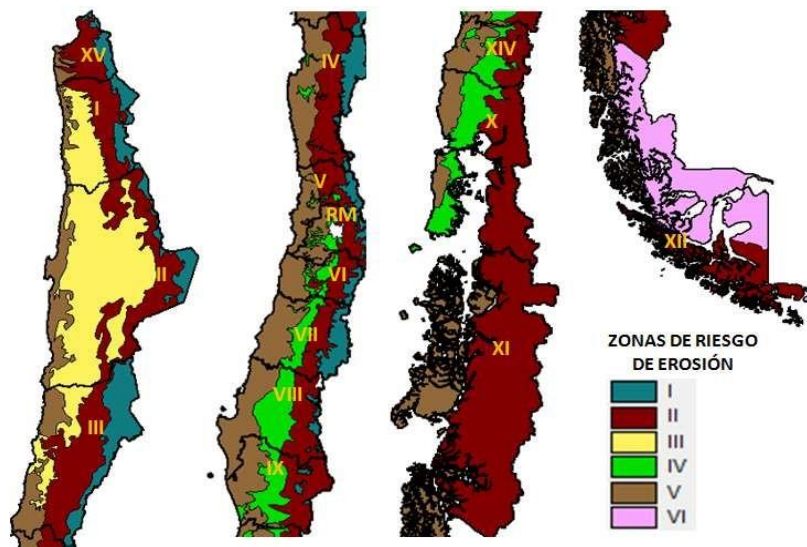 XV
I
II
III
IV
V
RM
VI
VII
VIII
IX
XIV
X
XI
XII
ZONAS DE RIESGO
DE EROSIÓN
I
II
III
IV
V
VI